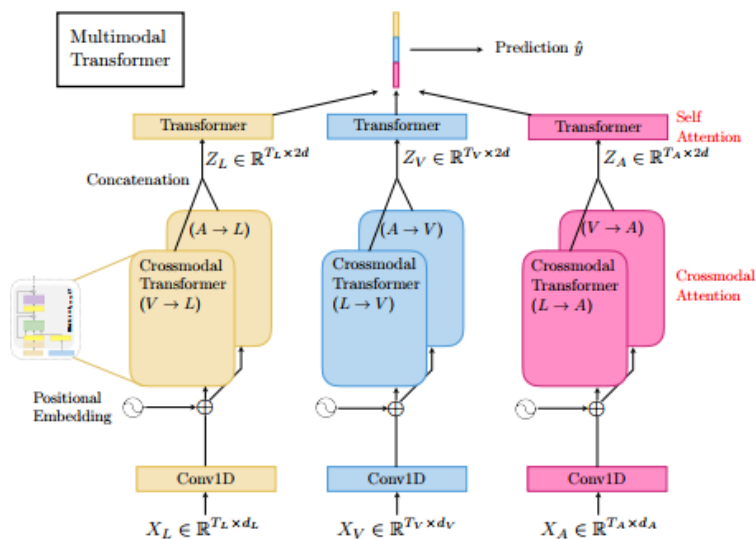 Multimodal
Transformer
Prediction ŷ
Transformer
Transformer
Transformer
Self
Attention
Z_L ∈ ℝ^{T_L×2d}
Z_V ∈ ℝ^{T_V×2d}
Z_A ∈ ℝ^{T_A×2d}
Concatenation
(A → L)
(A → V)
(V → A)
Crossmodal
Transformer
(V → L)
Crossmodal
Transformer
(L → V)
Crossmodal
Transformer
(L → A)
Crossmodal
Attention
Positional
Embedding
Conv1D
Conv1D
Conv1D
X_L ∈ ℝ^{T_L×d_L}
X_V ∈ ℝ^{T_V×d_V}
X_A ∈ ℝ^{T_A×d_A}